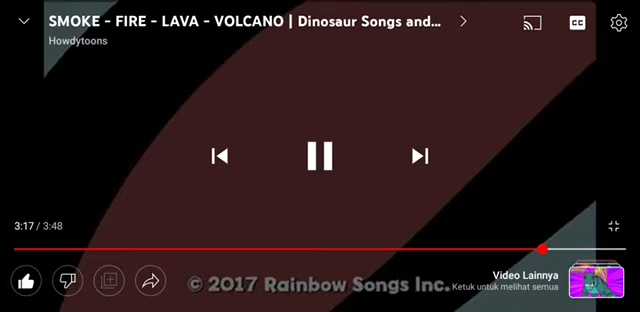 SMOKE - FIRE - LAVA - VOLCANO | Dinosaur Songs and...
Howdytoons
CC
3:17 / 3:48
© 2017 Rainbow Songs Inc.
Video Lainnya
Ketuk untuk melihat semua